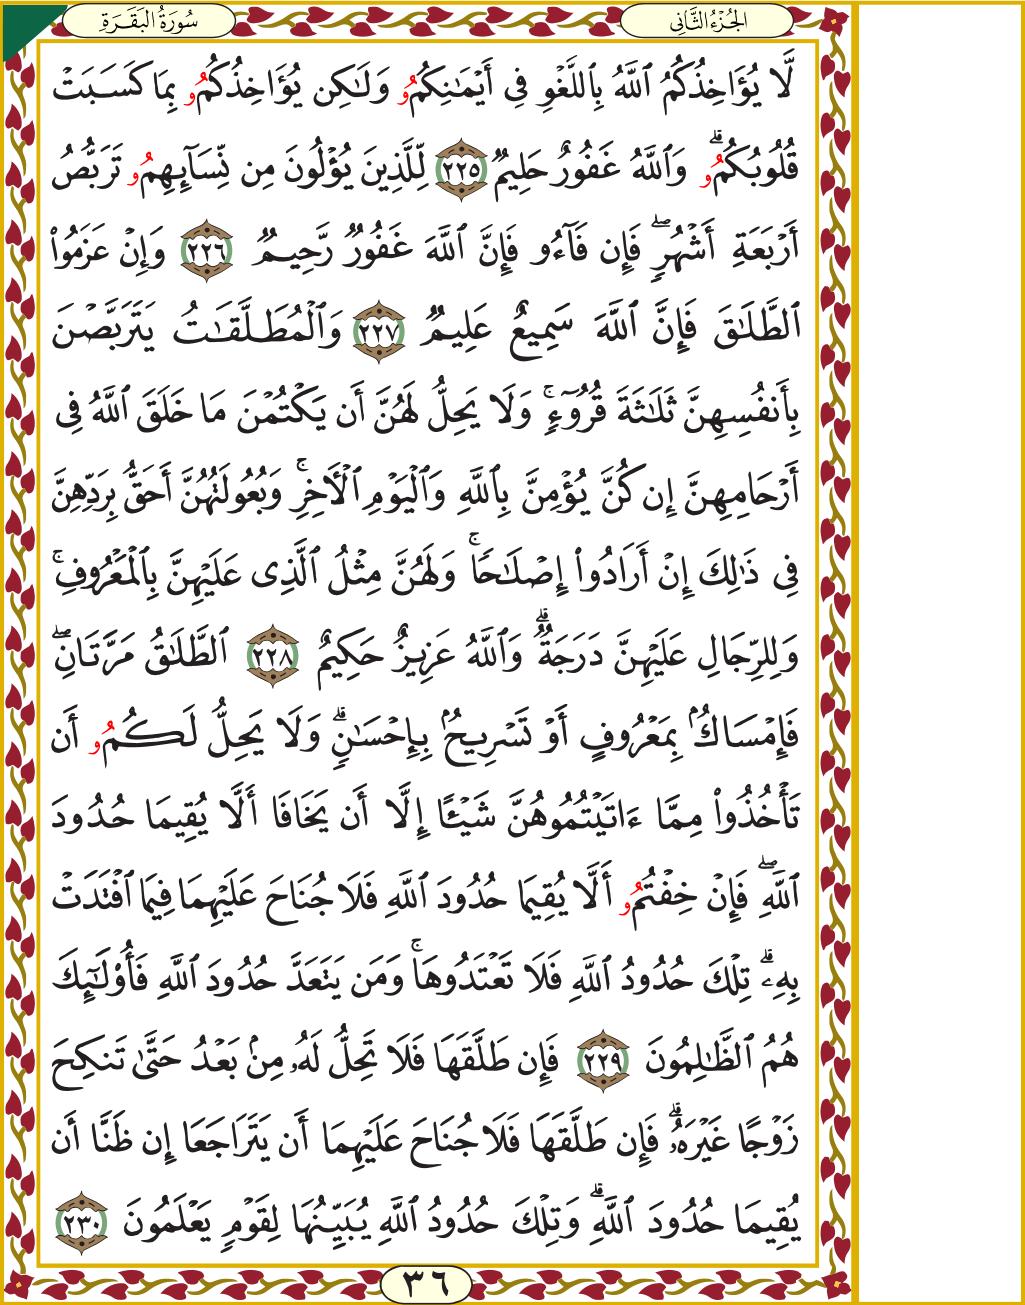 الجُزْءُ الثَّانِي
سُورَةُ البَقَرَةِ
لَّا يُؤَاخِذُكُمُ ٱللَّهُ بِٱللَّغْوِ فِىٓ أَيْمَٰنِكُمُۥ وَلَٰكِن يُؤَاخِذُكُمُۥ بِمَا كَسَبَتْ
قُلُوبُكُمُۥۗ وَٱللَّهُ غَفُورٌ حَلِيمٌ ٢٢٥ لِّلَّذِينَ يُؤْلُونَ مِن نِّسَآئِهِمُۥ تَرَبُّصُ
أَرْبَعَةِ أَشْهُرٍۖ فَإِن فَآءُو فَإِنَّ ٱللَّهَ غَفُورٌ رَّحِيمٌ ٢٢٦ وَإِنْ عَزَمُوا۟
ٱلطَّلَٰقَ فَإِنَّ ٱللَّهَ سَمِيعٌ عَلِيمٌ ٢٢٧ وَٱلْمُطَلَّقَٰتُ يَتَرَبَّصْنَ
بِأَنفُسِهِنَّ ثَلَٰثَةَ قُرُوٓءٍۚ وَلَا يَحِلُّ لَهُنَّ أَن يَكْتُمْنَ مَا خَلَقَ ٱللَّهُ فِى
أَرْحَامِهِنَّ إِن كُنَّ يُؤْمِنَّ بِٱللَّهِ وَٱلْيَوْمِ ٱلْءَاخِرِۚ وَبُعُولَتُهُنَّ أَحَقُّ بِرَدِّهِنَّ
فِى ذَٰلِكَ إِنْ أَرَادُوا۟ إِصْلَٰحًاۚ وَلَهُنَّ مِثْلُ ٱلَّذِى عَلَيْهِنَّ بِٱلْمَعْرُوفِۚ
وَلِلرِّجَالِ عَلَيْهِنَّ دَرَجَةٌۗ وَٱللَّهُ عَزِيزٌ حَكِيمٌ ٢٢٨ ٱلطَّلَٰقُ مَرَّتَانِۖ
فَإِمْسَاكٌۢ بِمَعْرُوفٍ أَوْ تَسْرِيحٌۢ بِإِحْسَٰنٍۗ وَلَا يَحِلُّ لَكُمُۥ أَن
تَأْخُذُوا۟ مِمَّا ءَاتَيْتُمُوهُنَّ شَيْـًٔا إِلَّا أَن يَخَافَا أَلَّا يُقِيمَا حُدُودَ
ٱللَّهِۖ فَإِنْ خِفْتُمُۥ أَلَّا يُقِيمَا حُدُودَ ٱللَّهِ فَلَا جُنَاحَ عَلَيْهِمَا فِيمَا ٱفْتَدَتْ
بِهِۦۗ تِلْكَ حُدُودُ ٱللَّهِ فَلَا تَعْتَدُوهَاۚ وَمَن يَتَعَدَّ حُدُودَ ٱللَّهِ فَأُو۟لَٰٓئِكَ
هُمُ ٱلظَّٰلِمُونَ ٢٢٩ فَإِن طَلَّقَهَا فَلَا تَحِلُّ لَهُۥ مِنۢ بَعْدُ حَتَّىٰ تَنكِحَ
زَوْجًا غَيْرَهُۥۗ فَإِن طَلَّقَهَا فَلَا جُنَاحَ عَلَيْهِمَا أَن يَتَرَاجَعَا إِن ظَنَّا أَن
يُقِيمَا حُدُودَ ٱللَّهِۗ وَتِلْكَ حُدُودُ ٱللَّهِ يُبَيِّنُهَا لِقَوْمٍ يَعْلَمُونَ ٢٣٠
٣٦